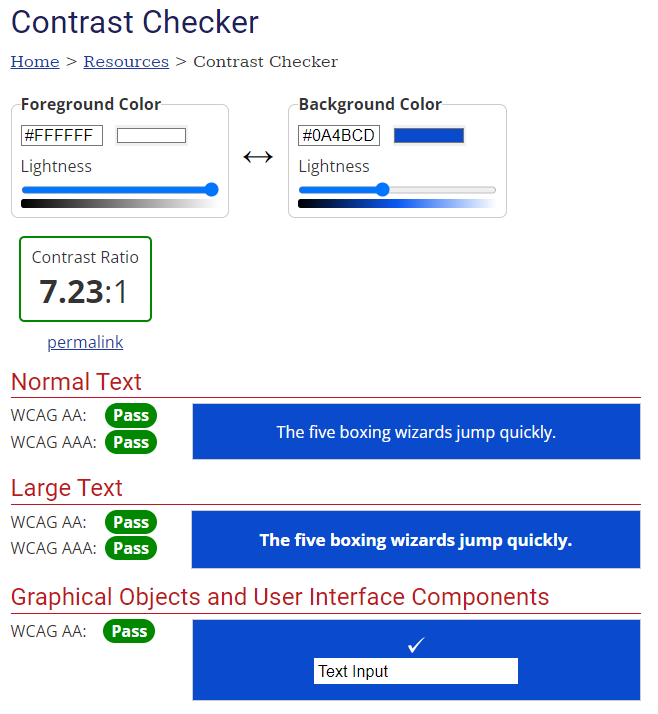 Contrast Checker
Home > Resources > Contrast Checker
Foreground Color
#FFFFFF
Lightness
Background Color
#0A4BCD
Lightness
Contrast Ratio
7.23:1
permalink
Normal Text
WCAG AA: Pass
WCAG AAA: Pass
The five boxing wizards jump quickly.
Large Text
WCAG AA: Pass
WCAG AAA: Pass
The five boxing wizards jump quickly.
Graphical Objects and User Interface Components
WCAG AA: Pass
✓
Text Input